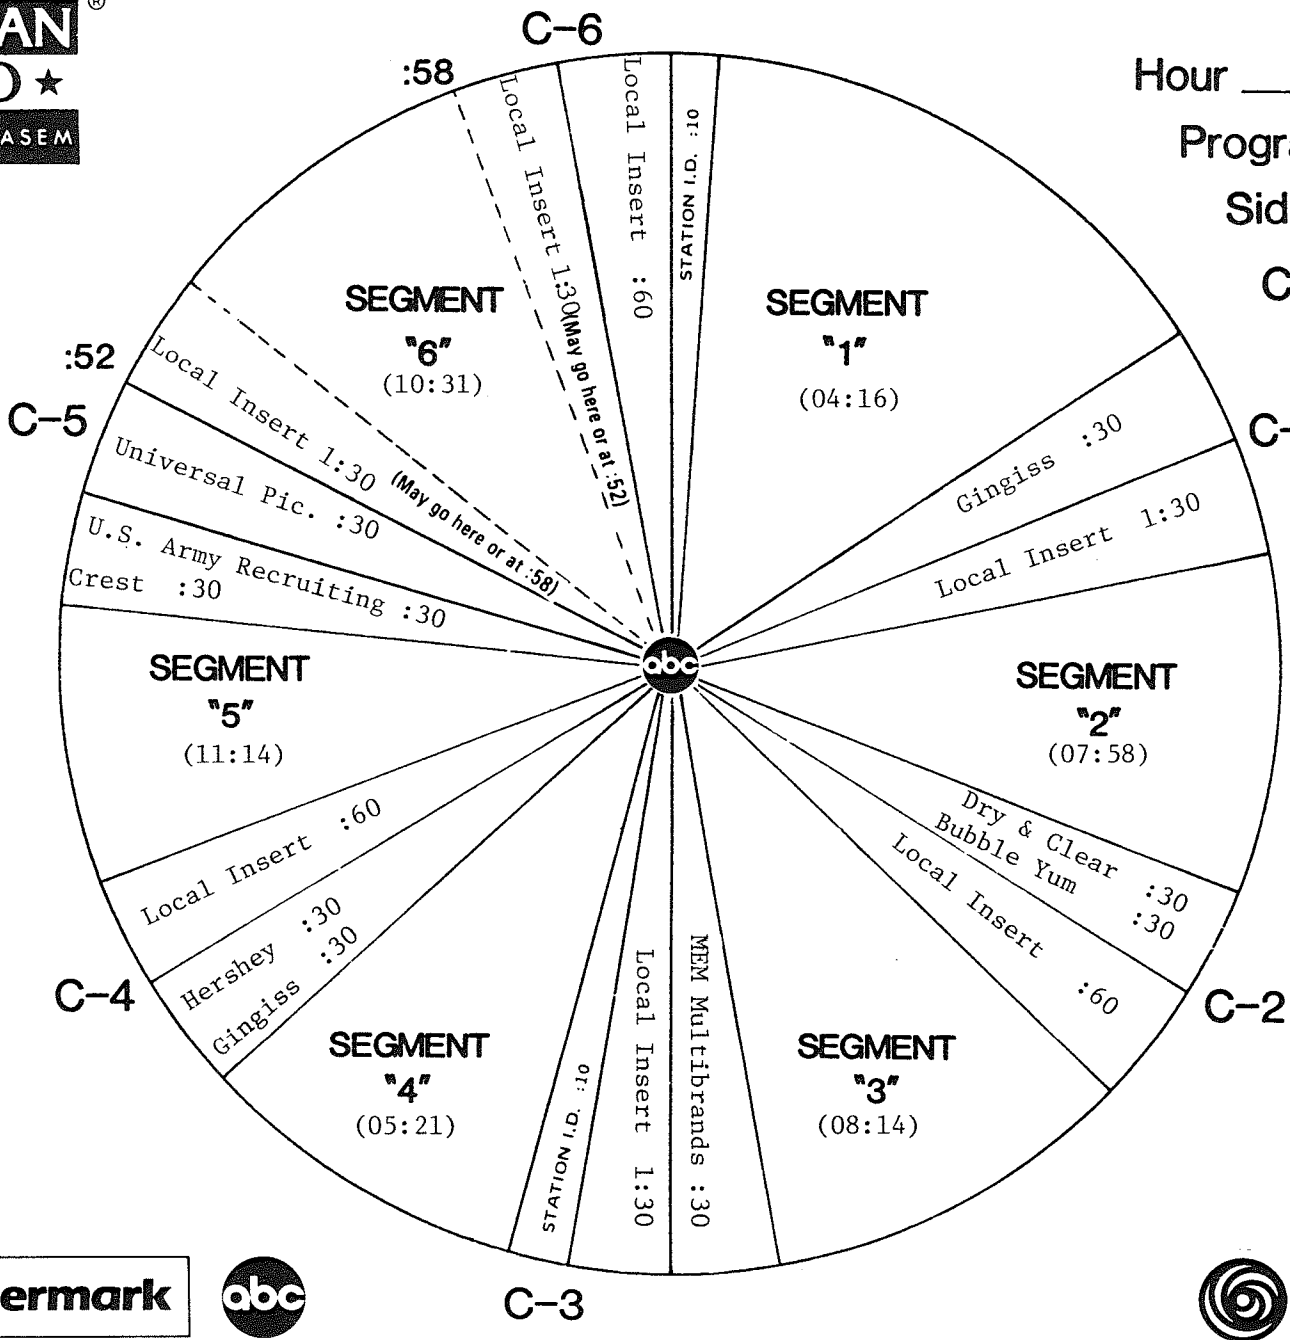 AN
®
ASEM
C-6
:58
Hour
Local Insert 1:30 (May go here or at :52)
Local Insert :60
STATION I.D. :10
SEGMENT
"1"
(04:16)
Gingiss :30
Local Insert 1:30
SEGMENT
"2"
(07:58)
Dry & Clear :30
Bubble Yum :30
C-2
Local Insert :60
SEGMENT
"3"
(08:14)
MEM Multibrands :30
Local Insert 1:30
STATION I.D. :10
C-3
SEGMENT
"4"
(05:21)
Gingiss :30
Hershey :30
C-4
Local Insert :60
SEGMENT
"5"
(11:14)
Crest :30
U.S. Army Recruiting :30
Universal Pic. :30
C-5
:52
Local Insert 1:30 (May go here or at :58)
SEGMENT
"6"
(10:31)
abc
ermark
abc